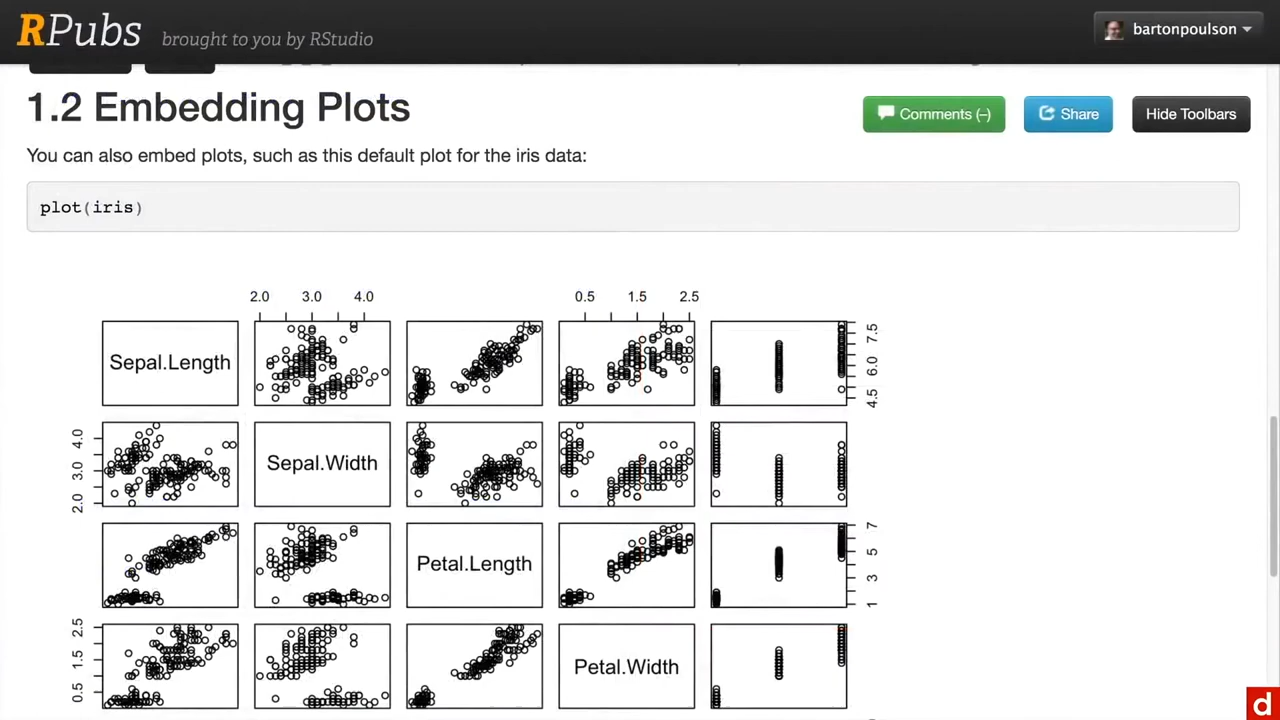 RPubs brought to you by RStudio
bartonpoulson
1.2 Embedding Plots
Comments (–)
Share
Hide Toolbars
You can also embed plots, such as this default plot for the iris data:
plot(iris)
2.0 3.0 4.0
0.5 1.5 2.5
Sepal.Length
4.5 6.0 7.5
2.0 3.0 4.0
Sepal.Width
Petal.Length
1 3 5 7
0.5 1.5 2.5
Petal.Width
d